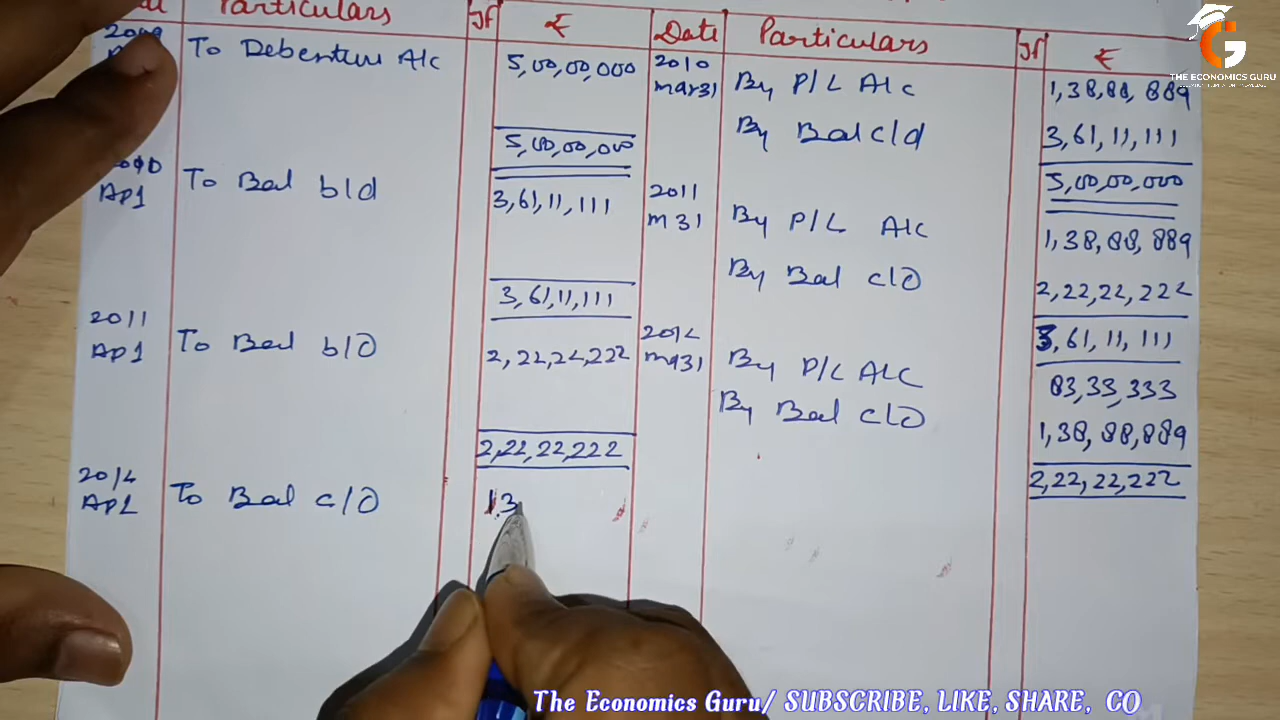 Particulars JF ₹ Date Particulars JF ₹
To Debenture A/c 5,00,00,000 2010 mar31 By P/L A/c 1,38,88,889
By Bal c/d 3,61,11,111
5,00,00,000 5,00,00,000
Ap1 To Bal b/d 3,61,11,111 2011 m 31 By P/L A/c 1,38,88,889
By Bal c/D 2,22,22,222
3,61,11,111 3,61,11,111
2011 Ap1 To Bal b/D 2,22,22,222 2012 mq31 By P/L A/C 83,33,333
By Bal c/D 1,38,88,889
2,22,22,222 2,22,22,222
2012 Ap1 To Bal c/D 1.3
THE ECONOMICS GURU
The Economics Guru/ SUBSCRIBE, LIKE, SHARE, CO